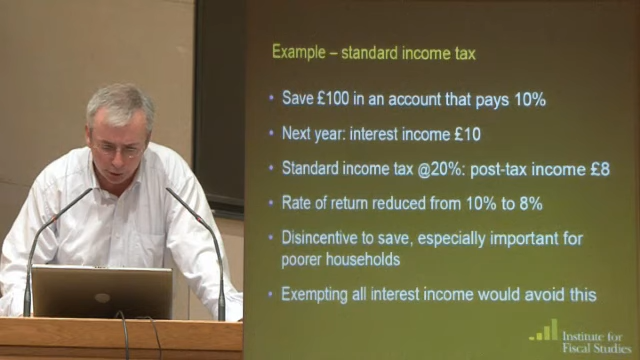 Example – standard income tax
• Save £100 in an account that pays 10%
• Next year: interest income £10
• Standard income tax @20%: post-tax income £8
• Rate of return reduced from 10% to 8%
• Disincentive to save, especially important for
poorer households
• Exempting all interest income would avoid this
Institute for
Fiscal Studies